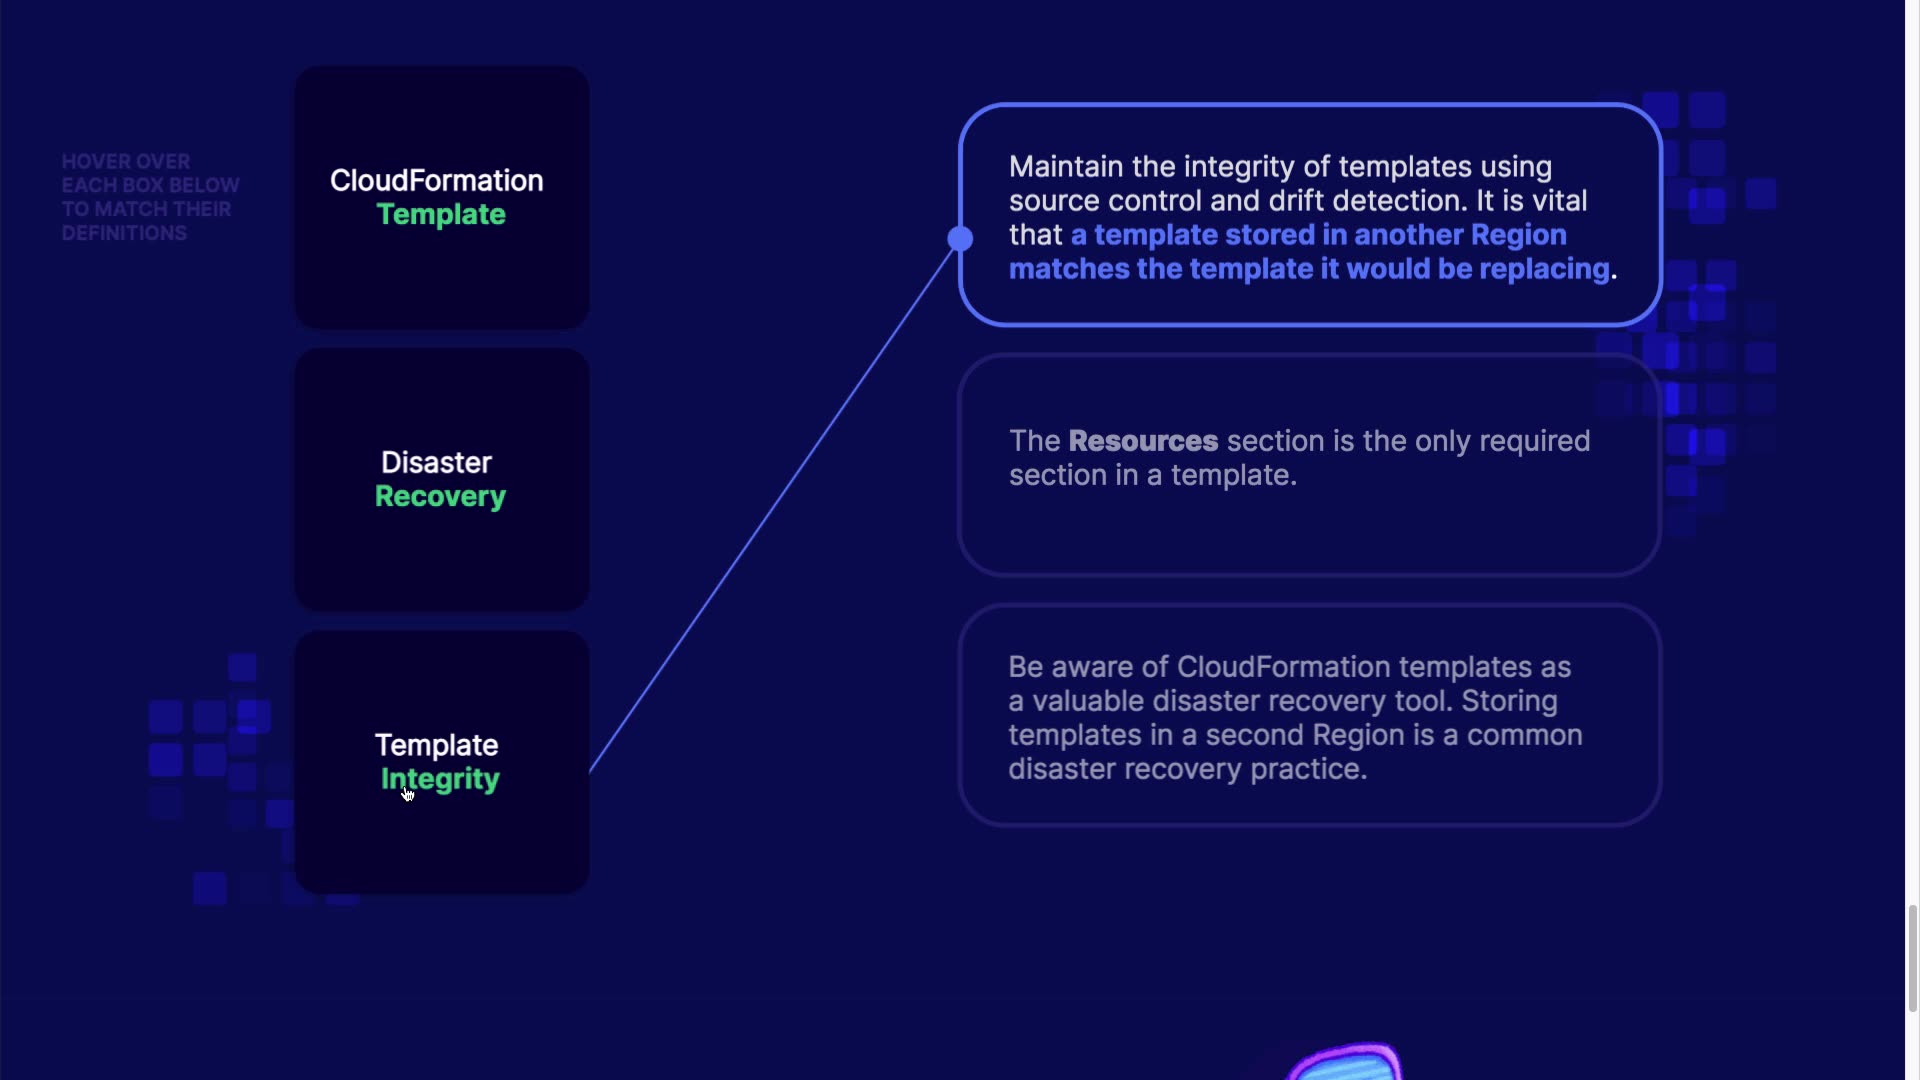 HOVER OVER
EACH BOX BELOW
TO MATCH THEIR
DEFINITIONS
CloudFormation
Template
Disaster
Recovery
Template
Integrity
Maintain the integrity of templates using
source control and drift detection. It is vital
that a template stored in another Region
matches the template it would be replacing.
The Resources section is the only required
section in a template.
Be aware of CloudFormation templates as
a valuable disaster recovery tool. Storing
templates in a second Region is a common
disaster recovery practice.